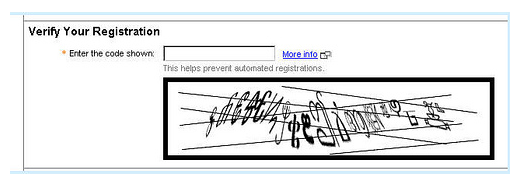 Verify Your Registration
* Enter the code shown: More info
This helps prevent automated registrations.